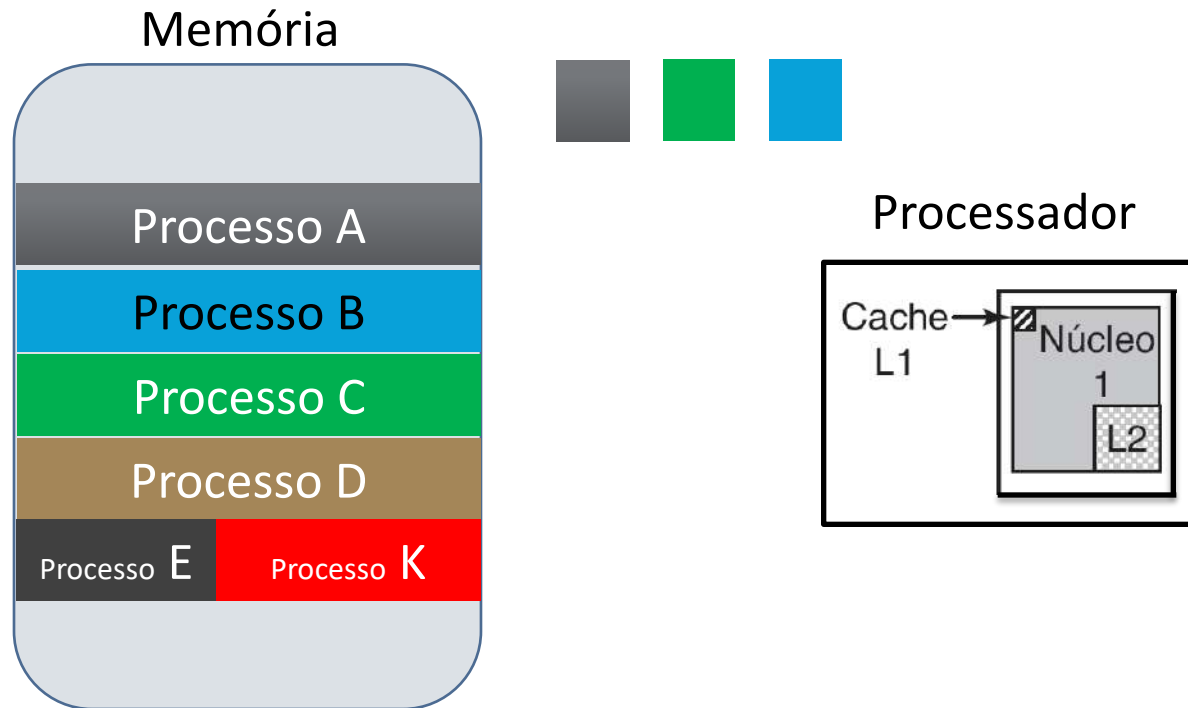 Memória
Processo A
Processo B
Processo C
Processo D
Processo E
Processo K
Processador
Cache
L1
Núcleo
1
L2